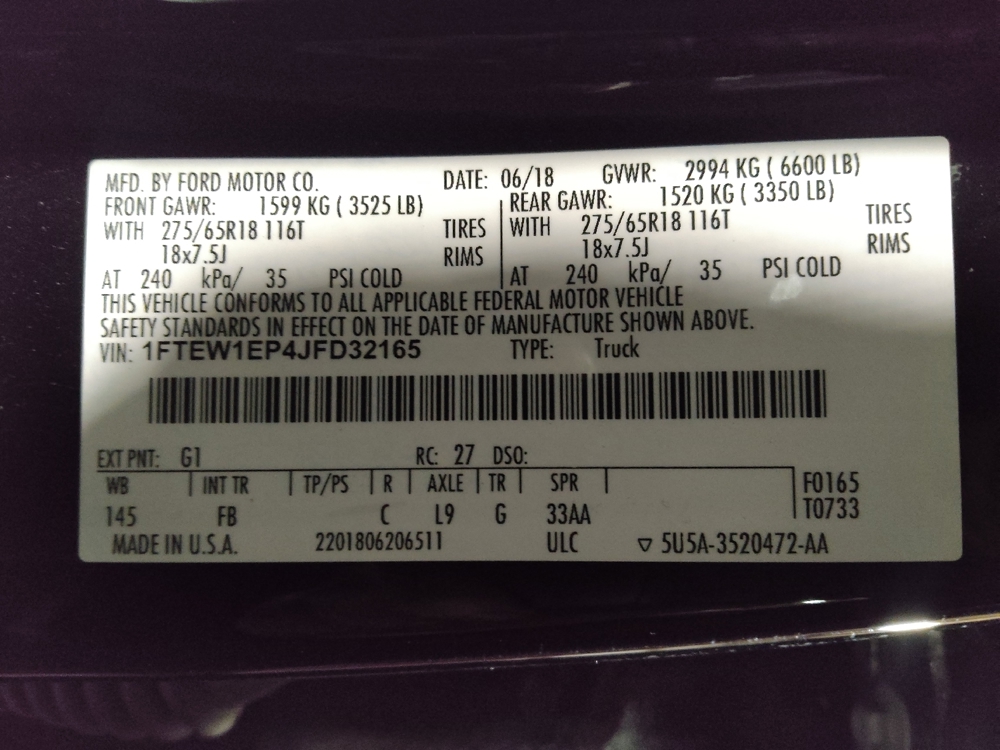 MFD. BY FORD MOTOR CO. DATE: 06/18 GVWR: 2994 KG ( 6600 LB)
FRONT GAWR: 1599 KG ( 3525 LB) REAR GAWR: 1520 KG ( 3350 LB)
WITH 275/65R18 116T TIRES WITH 275/65R18 116T TIRES
18x7.5J RIMS 18x7.5J RIMS
AT 240 kPa/ 35 PSI COLD AT 240 kPa/ 35 PSI COLD
THIS VEHICLE CONFORMS TO ALL APPLICABLE FEDERAL MOTOR VEHICLE
SAFETY STANDARDS IN EFFECT ON THE DATE OF MANUFACTURE SHOWN ABOVE.
VIN: 1FTEW1EP4JFD32165 TYPE: Truck
EXT PNT: G1 RC: 27 DSO:
WB INT TR TP/PS R AXLE TR SPR F0165
145 FB C L9 G 33AA T0733
MADE IN U.S.A. 2201806206511 ULC ▽ 5U5A-3520472-AA